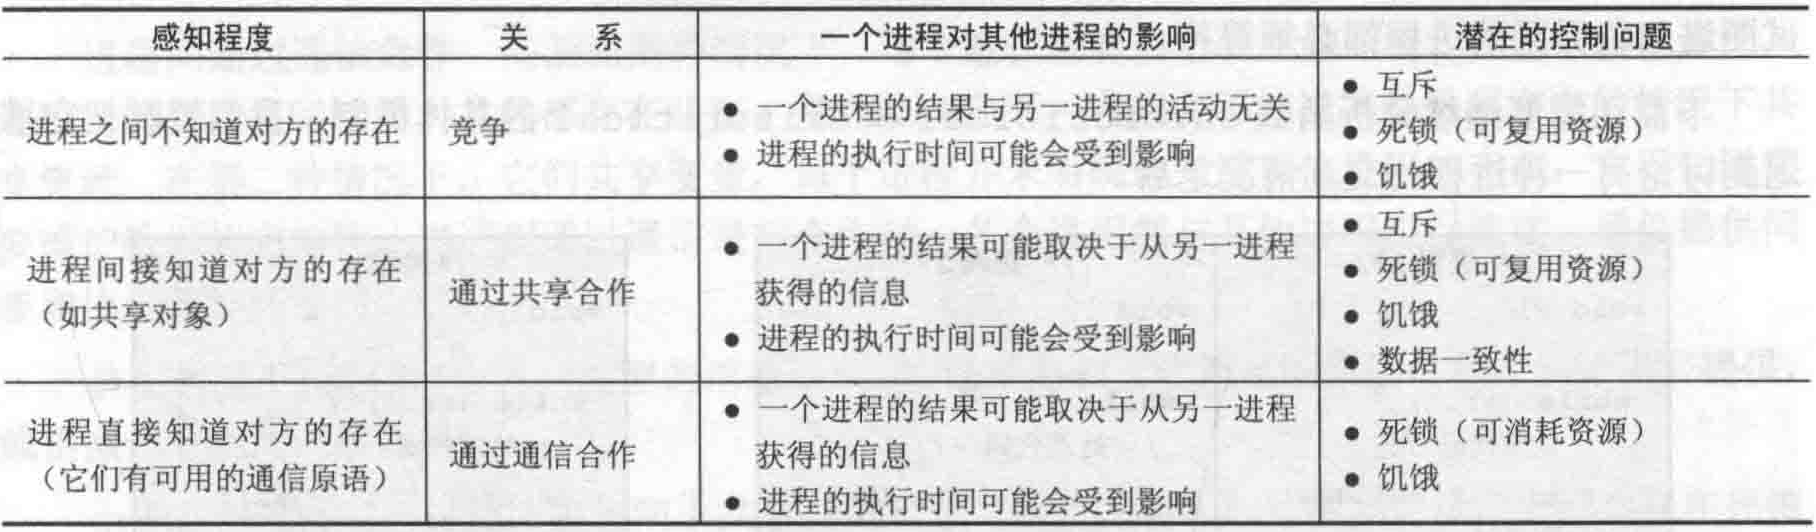 感知程度 关 系 一个进程对其他进程的影响 潜在的控制问题
进程之间不知道对方的存在
竞争
● 一个进程的结果与另一进程的活动无关
● 进程的执行时间可能会受到影响
● 互斥
● 死锁（可复用资源）
● 饥饿
进程间接知道对方的存在
（如共享对象）
通过共享合作
● 一个进程的结果可能取决于从另一进程
获得的信息
● 进程的执行时间可能会受到影响
● 互斥
● 死锁（可复用资源）
● 饥饿
● 数据一致性
进程直接知道对方的存在
（它们有可用的通信原语）
通过通信合作
● 一个进程的结果可能取决于从另一进程
获得的信息
● 进程的执行时间可能会受到影响
● 死锁（可消耗资源）
● 饥饿